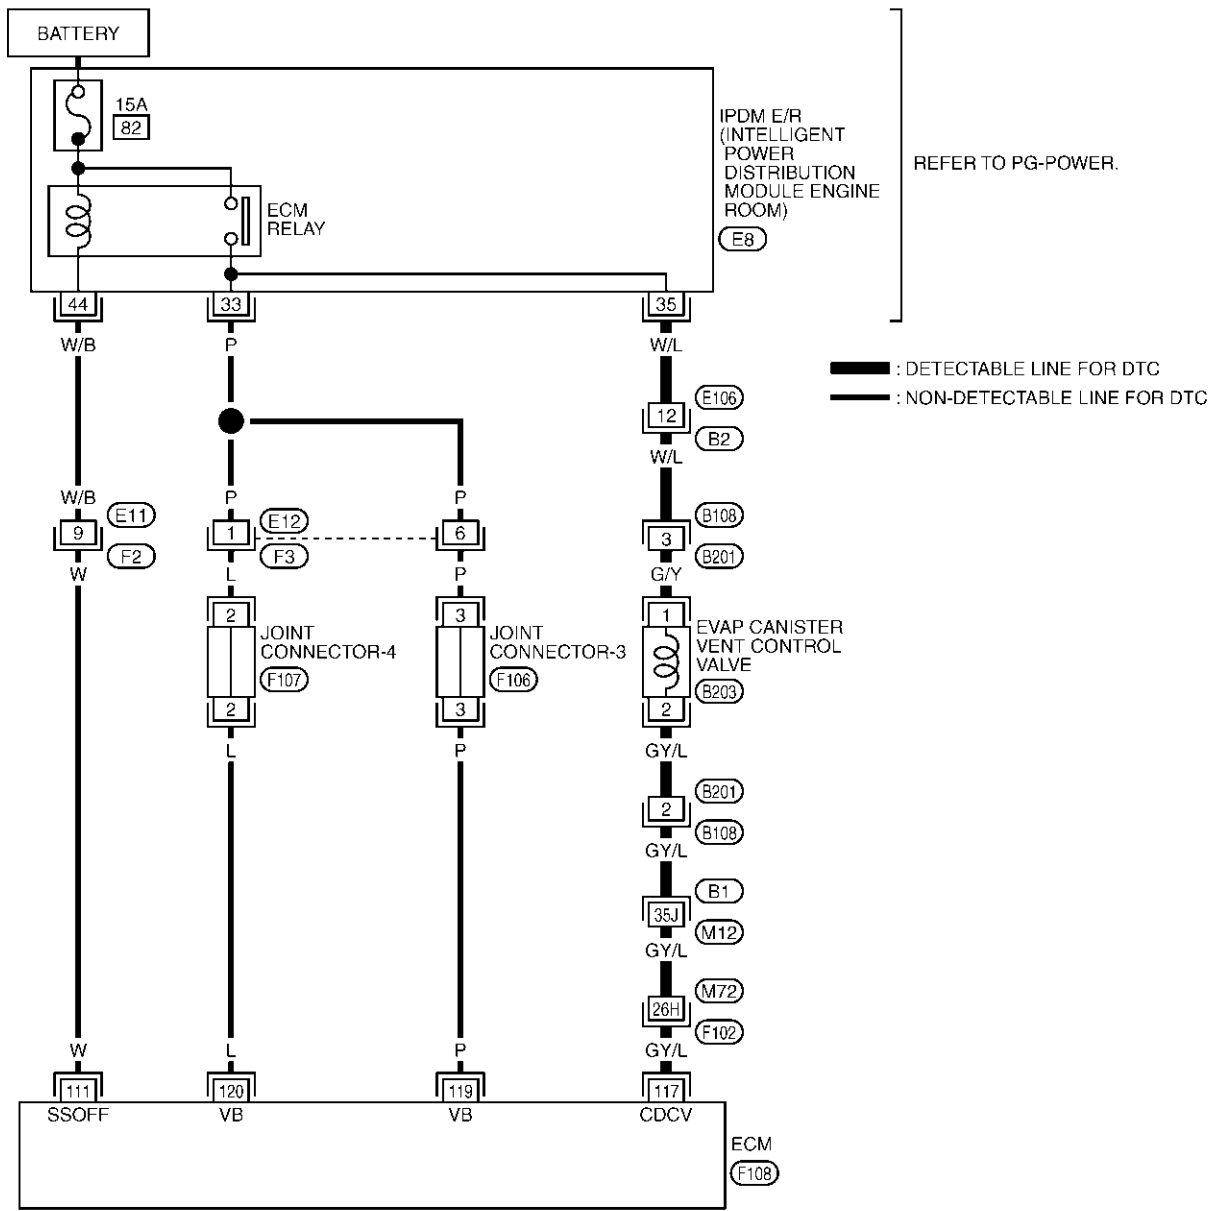 BATTERY
15A
82
IPDM E/R
(INTELLIGENT
POWER
DISTRIBUTION
MODULE ENGINE
ROOM)
E8
REFER TO PG-POWER.
ECM
RELAY
44
33
35
W/B
P
W/L
: DETECTABLE LINE FOR DTC
: NON-DETECTABLE LINE FOR DTC
12
E106
B2
W/L
W/B
P
P
9
E11
F2
1
E12
F3
6
3
B108
B201
W
L
P
G/Y
2
JOINT
CONNECTOR-4
F107
2
3
JOINT
CONNECTOR-3
F106
3
1
EVAP CANISTER
VENT CONTROL
VALVE
B203
2
L
P
GY/L
2
B201
B108
GY/L
35J
B1
M12
GY/L
26H
M72
F102
W
L
P
GY/L
111
120
119
117
SSOFF
VB
VB
CDCV
ECM
F108